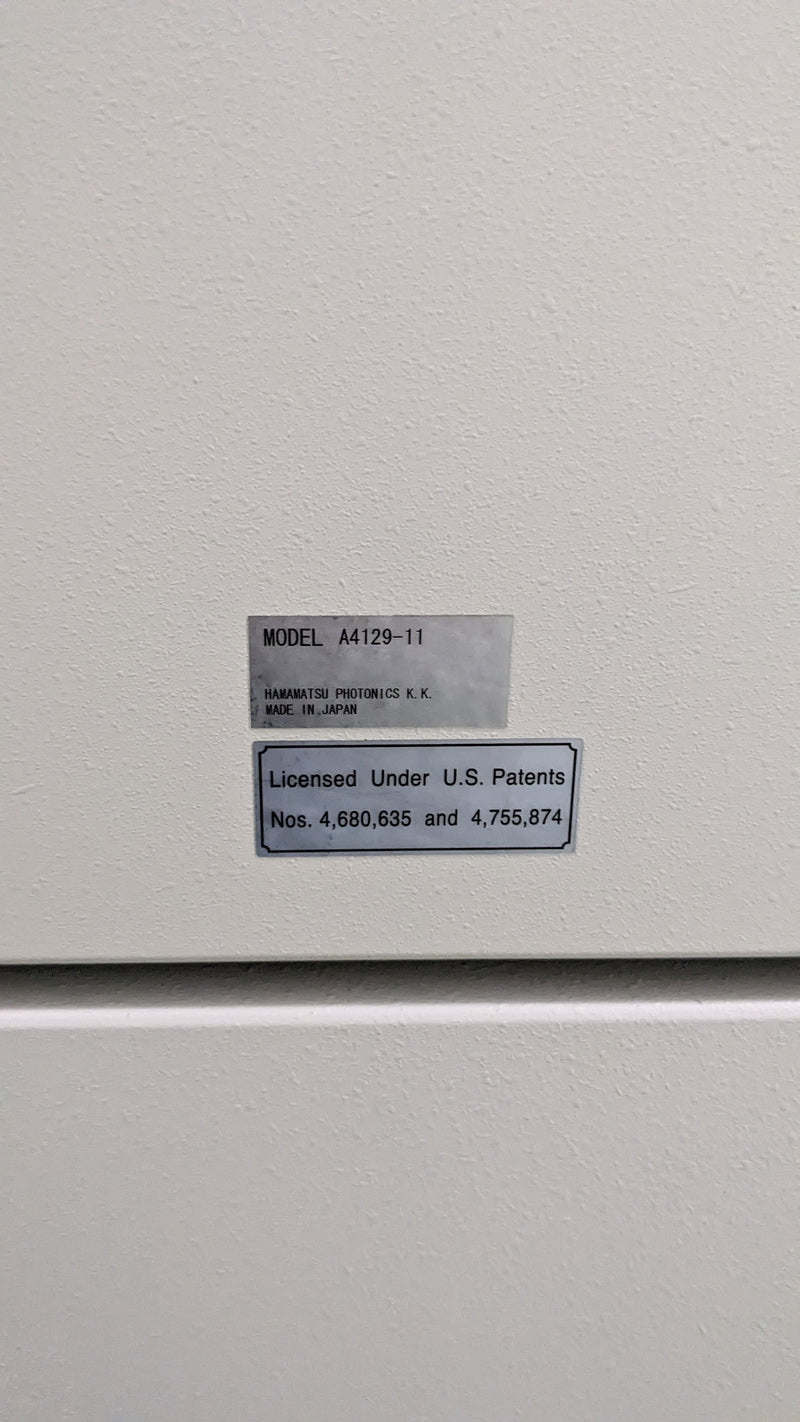 MODEL A4129-11
HAMAMATSU PHOTONICS K.K.
MADE IN JAPAN
Licensed Under U.S. Patents
Nos. 4,680,635 and 4,755,874